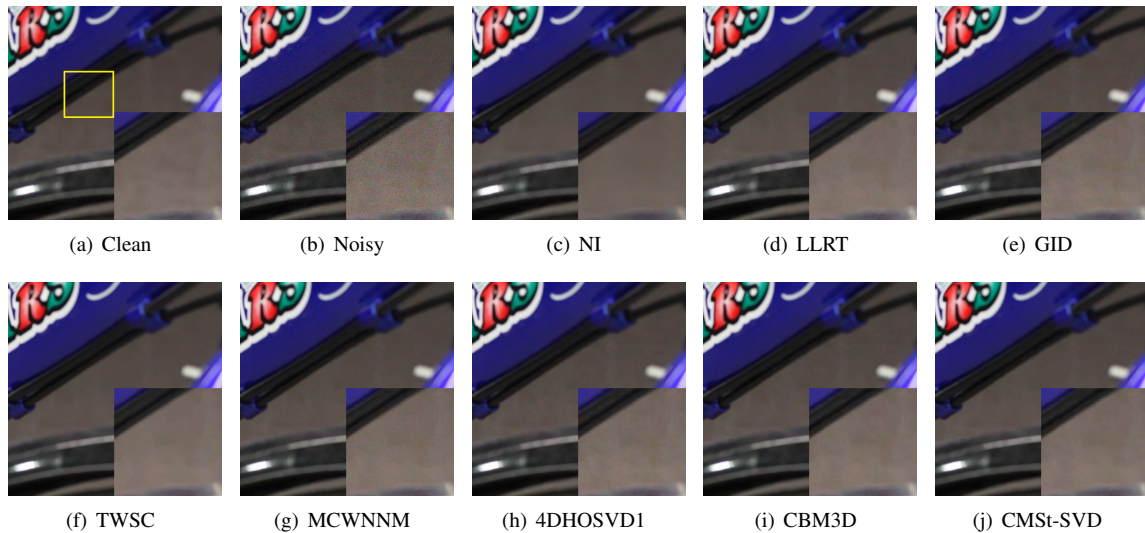 (a) Clean
(b) Noisy
(c) NI
(d) LLRT
(e) GID
(f) TWSC
(g) MCWNNM
(h) 4DHOSVD1
(i) CBM3D
(j) CMSt-SVD